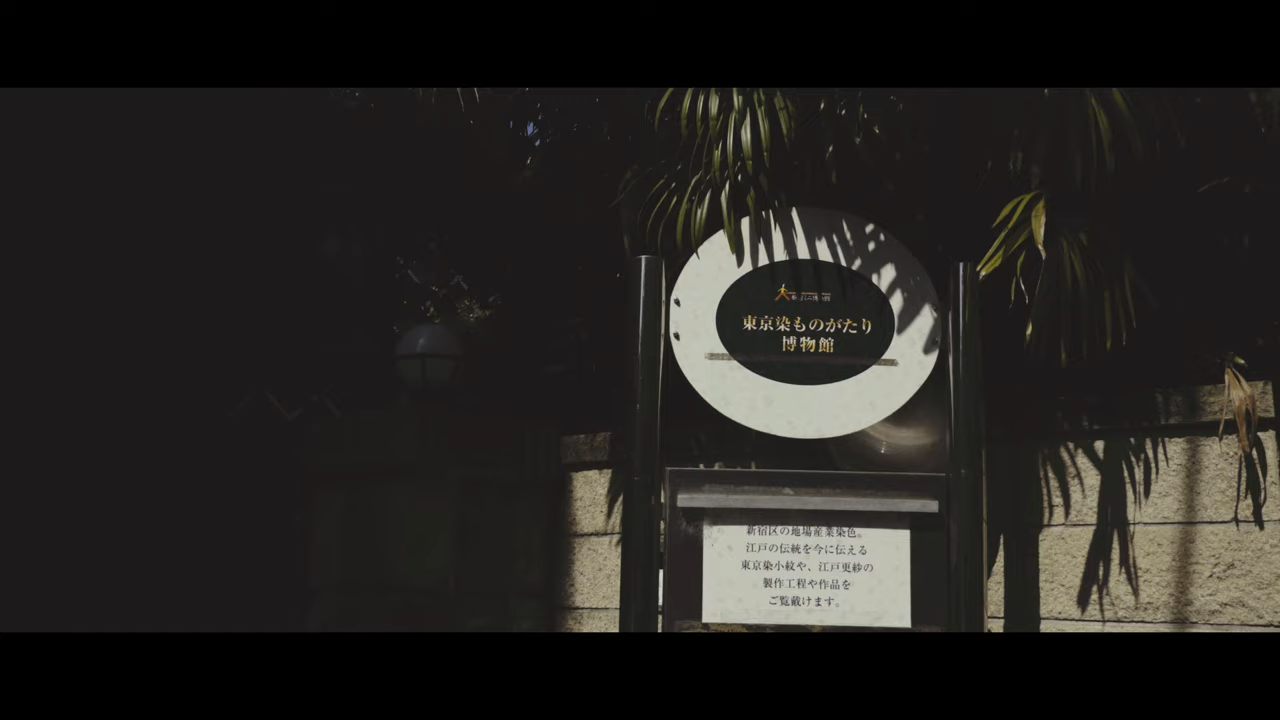 東京染ものがたり
博物館
新宿区の地場産業染色。
江戸の伝統を今に伝える
東京染小紋や、江戸更紗の
製作工程や作品を
ご覧戴けます。